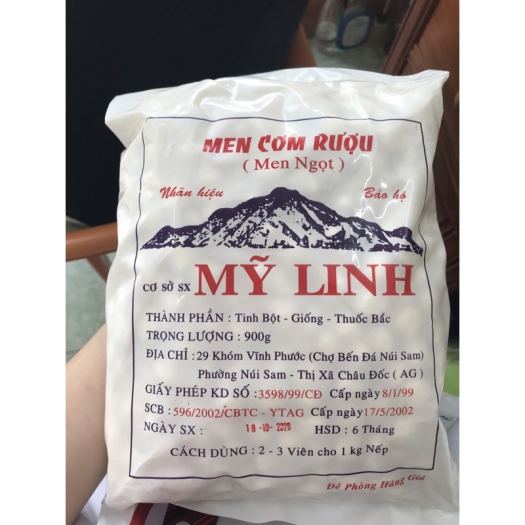 MEN CƠM RƯỢU
( Men Ngọt )
Nhãn hiệu Bảo hộ
CƠ SỞ SX MỸ LINH
THÀNH PHẦN : Tinh Bột - Giống - Thuốc Bắc
TRỌNG LƯỢNG : 900g
ĐỊA CHỈ : 29 Khóm Vĩnh Phước (Chợ Bến Đá Núi Sam)
Phường Núi Sam - Thị Xã Châu Đốc ( AG )
GIẤY PHÉP KD SỐ : 3598/99/CĐ Cấp ngày 8/1/99
SCB : 596/2002/CBTC - YTAG Cấp ngày 17/5/2002
NGÀY SX : 10-10-2020 HSD : 6 Tháng
CÁCH DÙNG : 2 - 3 Viên cho 1 kg Nếp
Đề Phòng Hàng Giả